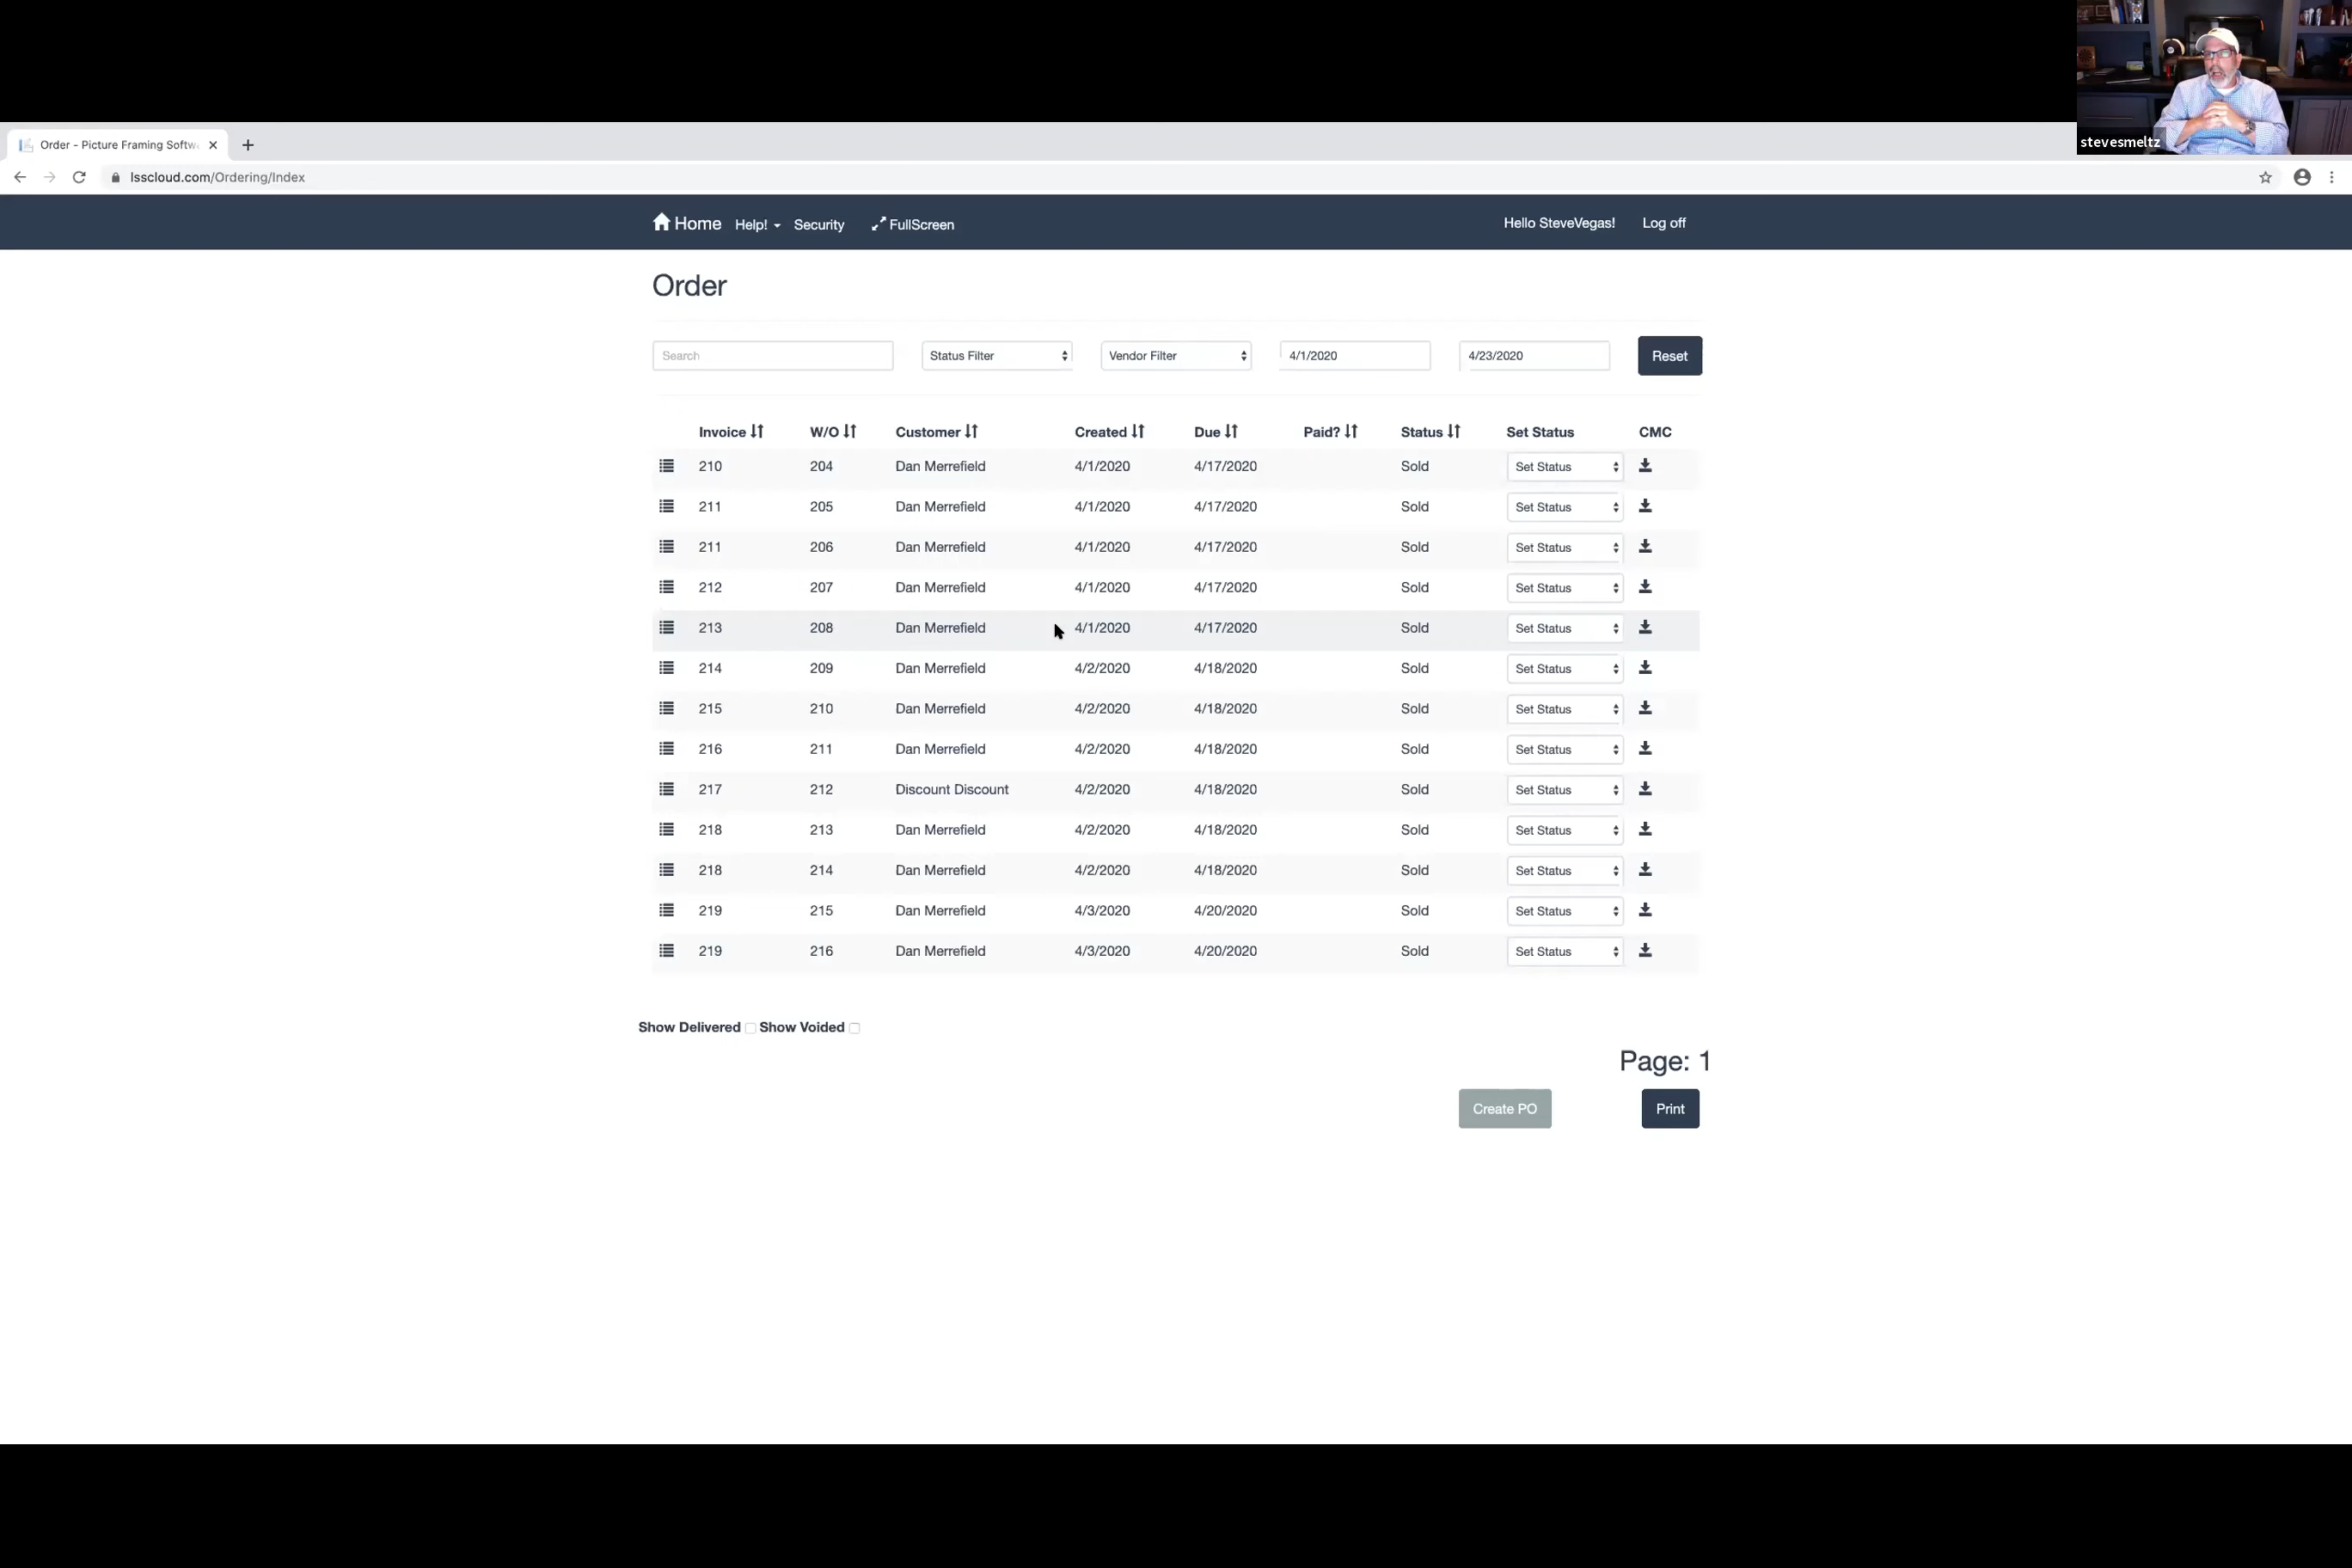 stevesmeltz
Order - Picture Framing Softw
lsscloud.com/Ordering/Index
Home Help! Security FullScreen Hello SteveVegas! Log off
Order
Search Status Filter Vendor Filter 4/1/2020 4/23/2020 Reset
Invoice W/O Customer Created Due Paid? Status Set Status CMC
210 204 Dan Merrefield 4/1/2020 4/17/2020 Sold Set Status
211 205 Dan Merrefield 4/1/2020 4/17/2020 Sold Set Status
211 206 Dan Merrefield 4/1/2020 4/17/2020 Sold Set Status
212 207 Dan Merrefield 4/1/2020 4/17/2020 Sold Set Status
213 208 Dan Merrefield 4/1/2020 4/17/2020 Sold Set Status
214 209 Dan Merrefield 4/2/2020 4/18/2020 Sold Set Status
215 210 Dan Merrefield 4/2/2020 4/18/2020 Sold Set Status
216 211 Dan Merrefield 4/2/2020 4/18/2020 Sold Set Status
217 212 Discount Discount 4/2/2020 4/18/2020 Sold Set Status
218 213 Dan Merrefield 4/2/2020 4/18/2020 Sold Set Status
218 214 Dan Merrefield 4/2/2020 4/18/2020 Sold Set Status
219 215 Dan Merrefield 4/3/2020 4/20/2020 Sold Set Status
219 216 Dan Merrefield 4/3/2020 4/20/2020 Sold Set Status
Show Delivered Show Voided
Page: 1
Create PO Print